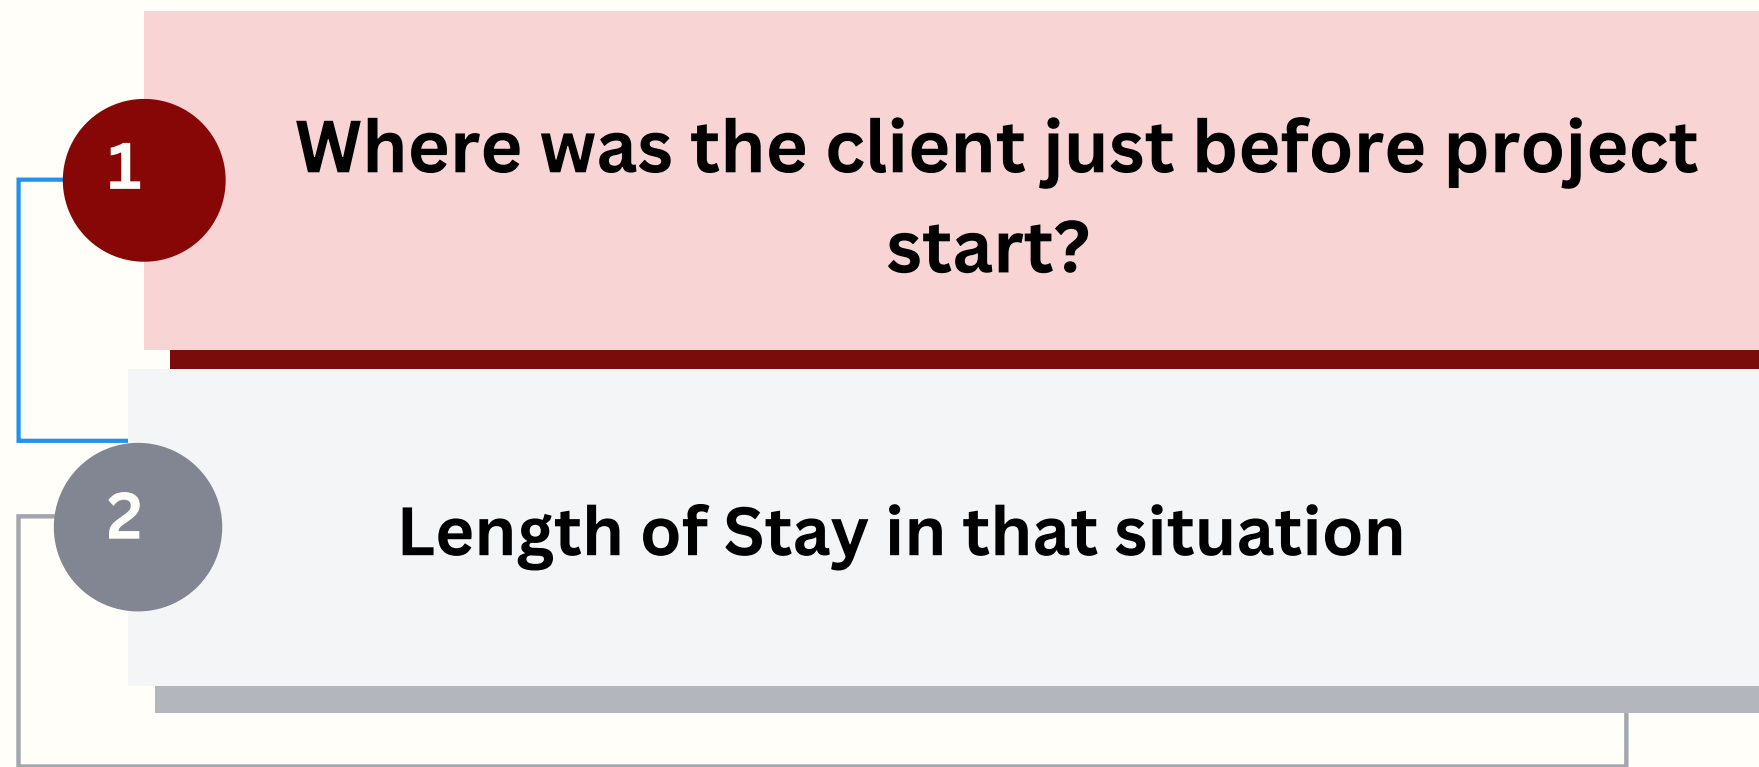 1
Where was the client just before project
start?
2
Length of Stay in that situation